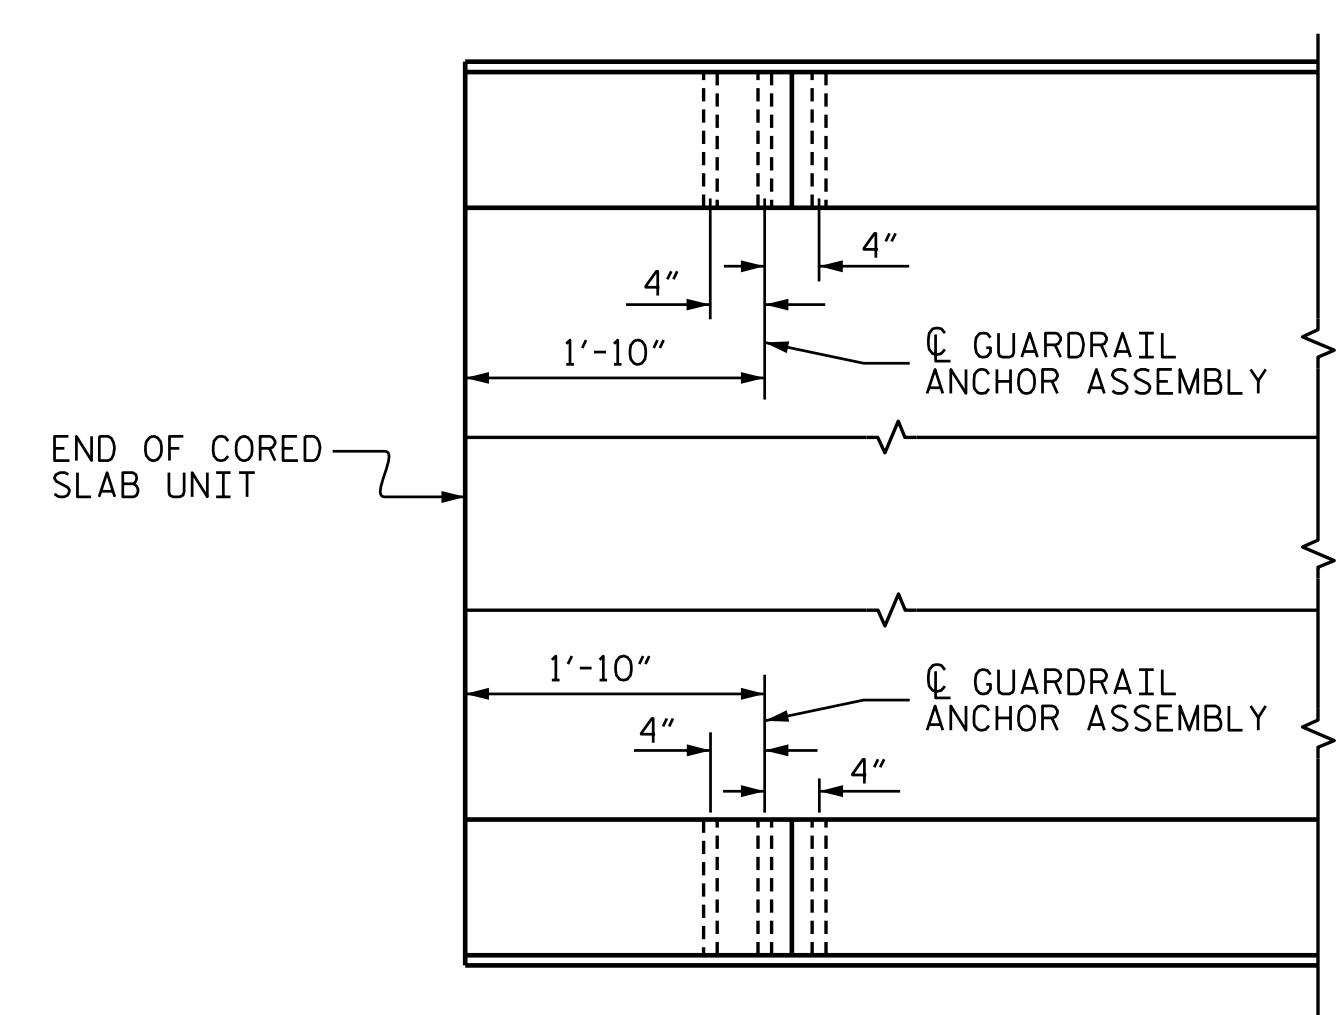 4"
4"
1'-10"
℄ GUARDRAIL
ANCHOR ASSEMBLY
END OF CORED
SLAB UNIT
1'-10"
℄ GUARDRAIL
ANCHOR ASSEMBLY
4"
4"